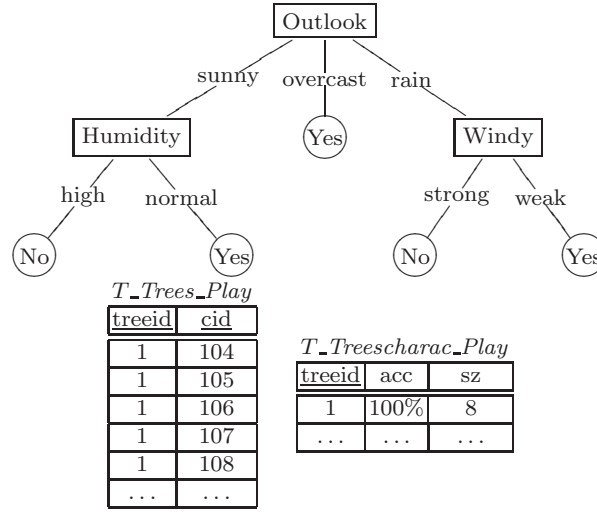 Outlook
sunny overcast rain
Humidity Yes Windy
high normal strong weak
No Yes No Yes
T_Trees_Play
treeid cid
1 104
1 105
1 106
1 107
1 108
... ...
T_Treescharac_Play
treeid acc sz
1 100% 8
... ... ...